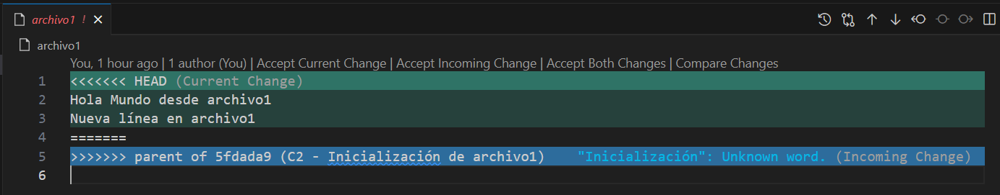 archivo1 !
archivo1
You, 1 hour ago | 1 author (You) | Accept Current Change | Accept Incoming Change | Accept Both Changes | Compare Changes
1 <<<<<<< HEAD (Current Change)
2 Hola Mundo desde archivo1
3 Nueva línea en archivo1
4 =======
5 >>>>>>> parent of 5fdada9 (C2 - Inicialización de archivo1) "Inicialización": Unknown word. (Incoming Change)
6